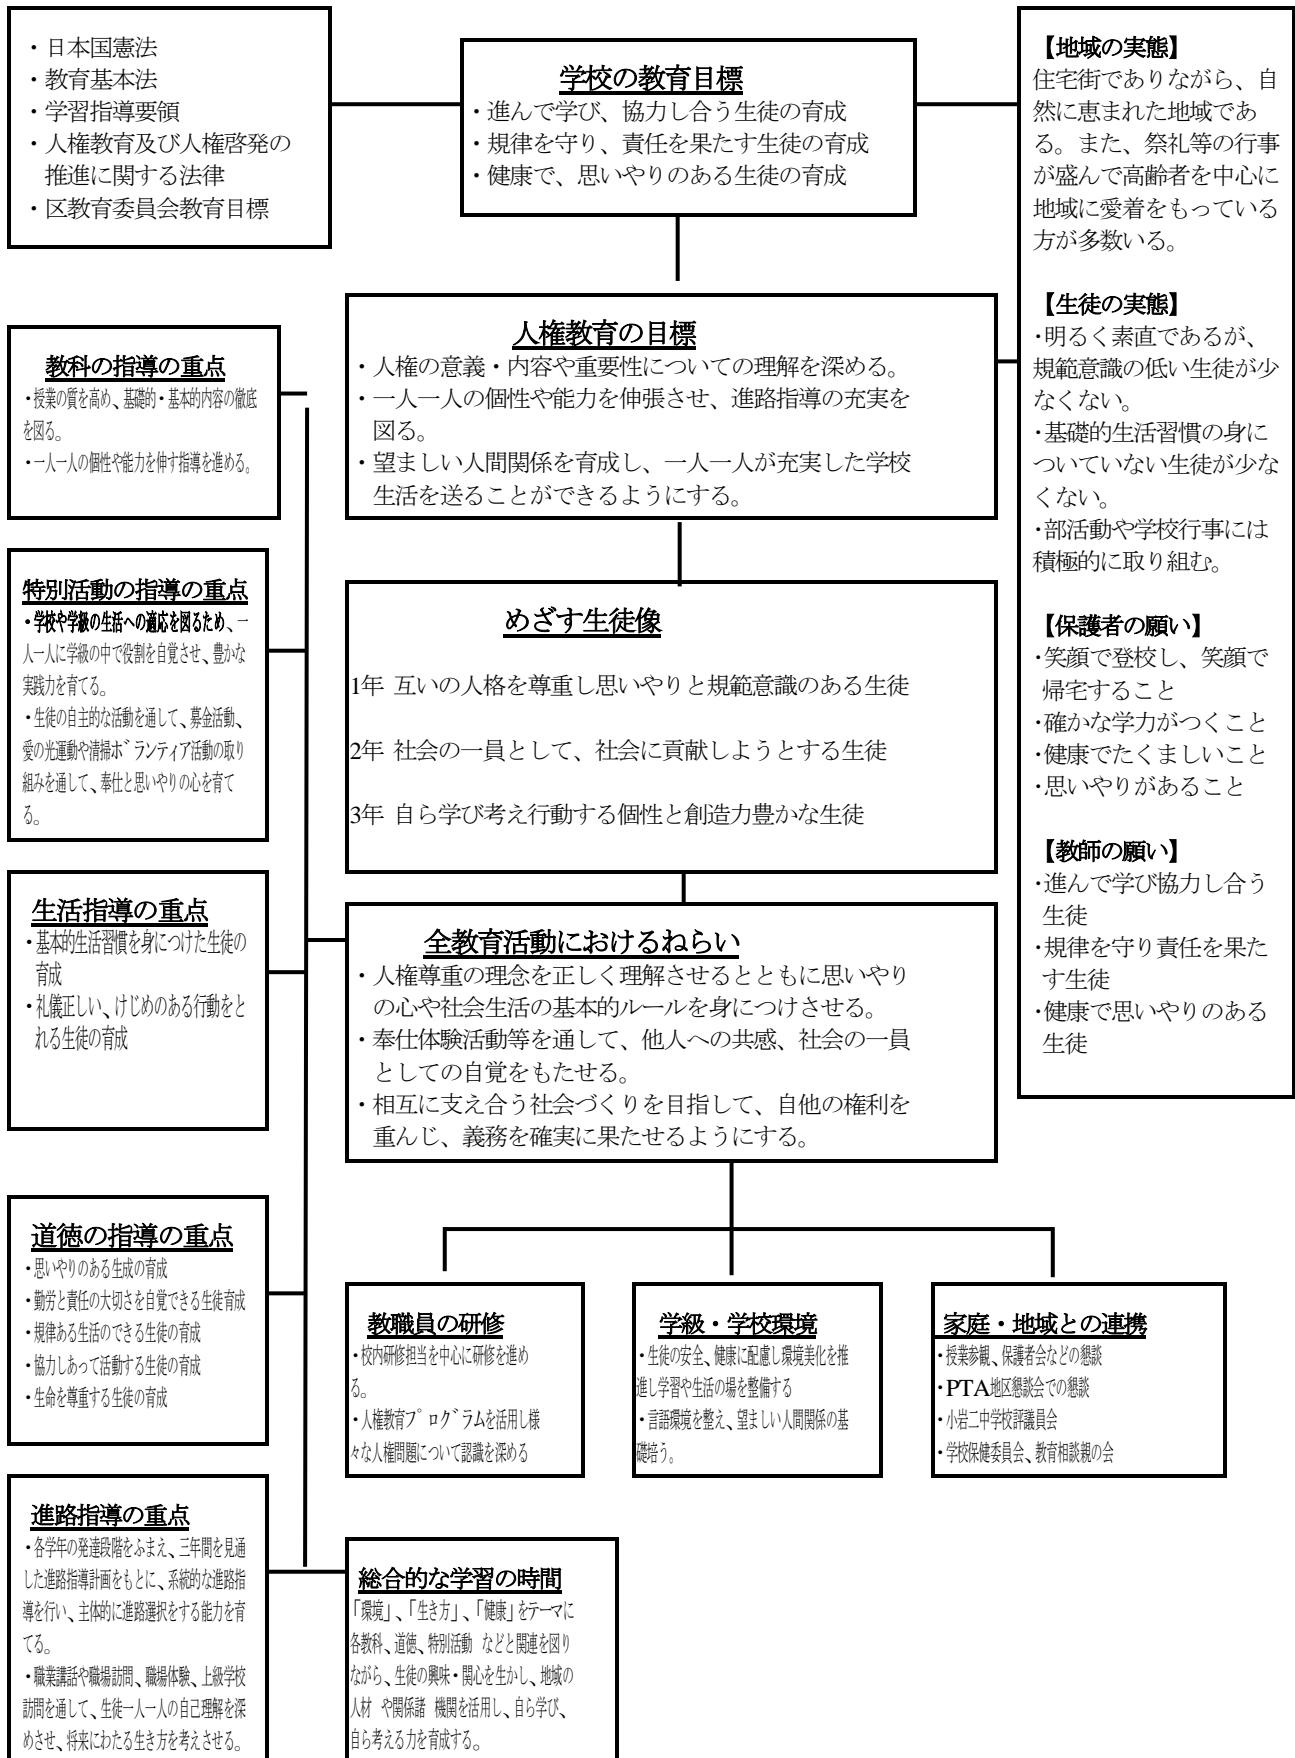 ・日本国憲法
・教育基本法
・学習指導要領
・人権教育及び人権啓発の
推進に関する法律
・区教育委員会教育目標
学校の教育目標
・進んで学び、協力し合う生徒の育成
・規律を守り、責任を果たす生徒の育成
・健康で、思いやりのある生徒の育成
【地域の実態】
住宅街でありながら、自
然に恵まれた地域であ
る。また、祭礼等の行事
が盛んで高齢者を中心に
地域に愛着をもっている
方が多数いる。
【生徒の実態】
・明るく素直であるが、
規範意識の低い生徒が少
なくない。
・基礎的生活習慣の身に
ついていない生徒が少な
くない。
・部活動や学校行事には
積極的に取り組む。
【保護者の願い】
・笑顔で登校し、笑顔で
帰宅すること
・確かな学力がつくこと
・健康でたくましいこと
・思いやりがあること
【教師の願い】
・進んで学び協力し合う
生徒
・規律を守り責任を果た
す生徒
・健康で思いやりのある
生徒
人権教育の目標
・人権の意義・内容や重要性についての理解を深める。
・一人一人の個性や能力を伸張させ、進路指導の充実を
図る。
・望ましい人間関係を育成し、一人一人が充実した学校
生活を送ることができるようにする。
めざす生徒像
1年 互いの人格を尊重し思いやりと規範意識のある生徒
2年 社会の一員として、社会に貢献しようとする生徒
3年 自ら学び考え行動する個性と創造力豊かな生徒
全教育活動におけるねらい
・人権尊重の理念を正しく理解させるとともに思いやり
の心や社会生活の基本的ルールを身につけさせる。
・奉仕体験活動等を通して、他人への共感、社会の一員
としての自覚をもたせる。
・相互に支え合う社会づくりを目指して、自他の権利を
重んじ、義務を確実に果たせるようにする。
教科の指導の重点
・授業の質を高め、基礎的・基本的内容の徹底
を図る。
・一人一人の個性や能力を伸す指導を進める。
特別活動の指導の重点
・学校や学級の生活への適応を図るため、一
人一人に学級の中で役割を自覚させ、豊かな
実践力を育てる。
・生徒の自主的な活動を通して、募金活動、
愛の光運動や清掃ボランティア活動の取り
組みを通して、奉仕と思いやりの心を育て
る。
生活指導の重点
・基本的生活習慣を身につけた生徒の
育成
・礼儀正しい、けじめのある行動をと
れる生徒の育成
道徳の指導の重点
・思いやりのある生成の育成
・勤労と責任の大切さを自覚できる生徒育成
・規律ある生活のできる生徒の育成
・協力しあって活動する生徒の育成
・生命を尊重する生徒の育成
進路指導の重点
・各学年の発達段階をふまえ、三年間を見通
した進路指導計画をもとに、系統的な進路指
導を行い、主体的に進路選択をする能力を育
てる。
・職業講話や職場訪問、職場体験、上級学校
訪問を通して、生徒一人一人の自己理解を深
めさせ、将来にわたる生き方を考えさせる。
教職員の研修
・校内研修担当を中心に研修を進め
る。
・人権教育プログラムを活用し様
々な人権問題について認識を深める
学級・学校環境
・生徒の安全、健康に配慮し環境美化を推
進し学習や生活の場を整備する
・言語環境を整え、望ましい人間関係の基
礎培う。
家庭・地域との連携
・授業参観、保護者会などの懇談
・PTA地区懇談会での懇談
・小岩二中学校評議員会
・学校保健委員会、教育相談親の会
総合的な学習の時間
「環境」、「生き方」、「健康」をテーマに
各教科、道徳、特別活動 などと関連を図り
ながら、生徒の興味・関心を生かし、地域の
人材 や関係諸 機関を活用し、自ら学び、
自ら考える力を育成する。